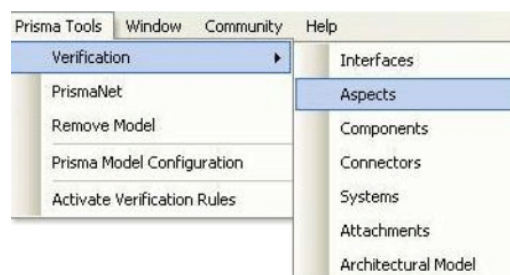 Prisma Tools Window Community Help
Verification
PrismaNet
Remove Model
Prisma Model Configuration
Activate Verification Rules
Interfaces
Aspects
Components
Connectors
Systems
Attachments
Architectural Model